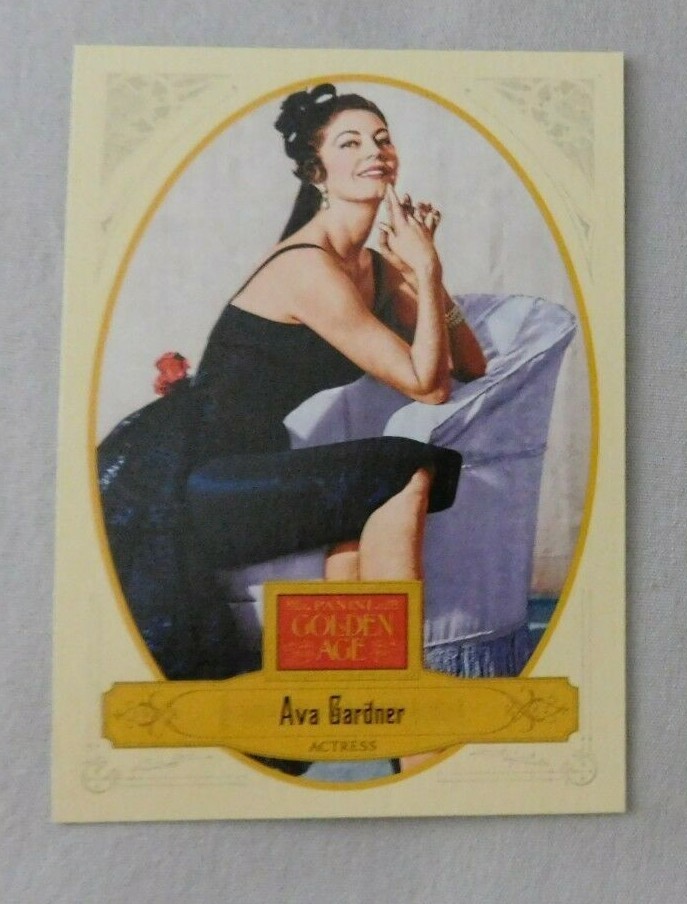 PANINI
GOLDEN
AGE
Ava Gardner
ACTRESS